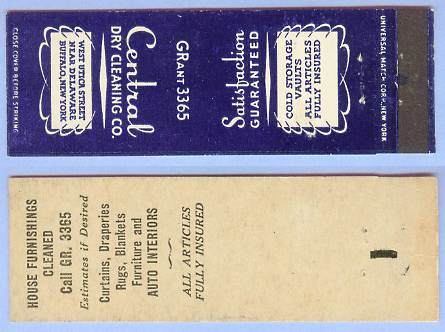 CLOSE COVER BEFORE STRIKING
WEST UTICA STREET
NEAR DELAWARE
BUFFALO, NEW YORK
Central
DRY CLEANING CO.
GRANT 3365
Satisfaction
GUARANTEED
COLD STORAGE
VAULTS
ALL ARTICLES
FULLY INSURED
UNIVERSAL MATCH CORP., NEW YORK
HOUSE FURNISHINGS
CLEANED
Call GR. 3365
Estimates if Desired
Curtains, Draperies
Rugs, Blankets
Furniture and
AUTO INTERIORS
ALL ARTICLES
FULLY INSURED